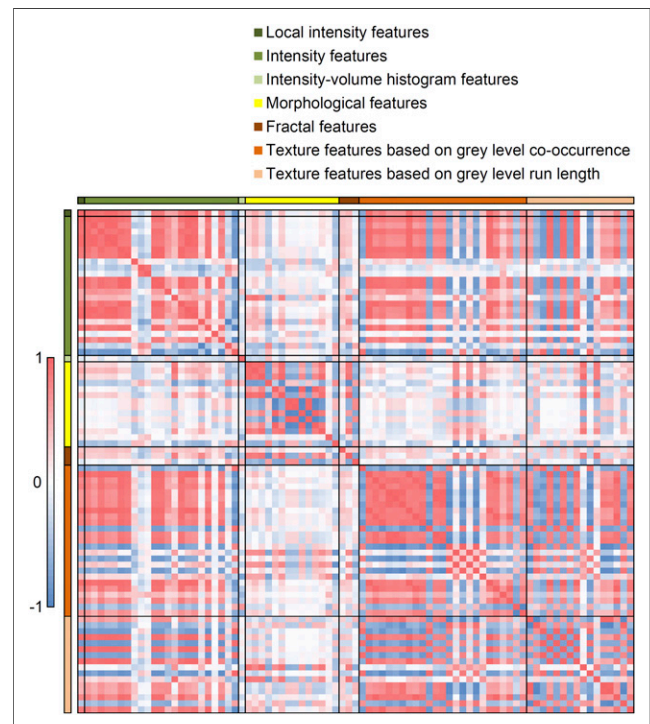 Local intensity features
Intensity features
Intensity-volume histogram features
Morphological features
Fractal features
Texture features based on grey level co-occurrence
Texture features based on grey level run length
1
0
-1